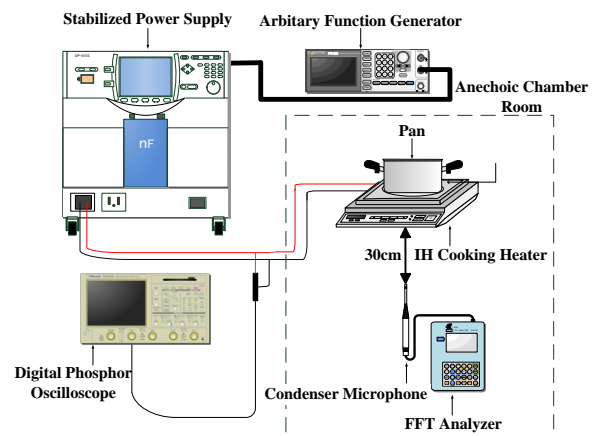 Stabilized Power Supply
Arbitary Function Generator
Anechoic Chamber
Room
Pan
nF
30cm
IH Cooking Heater
Digital Phosphor
Oscilloscope
Condenser Microphone
FFT Analyzer